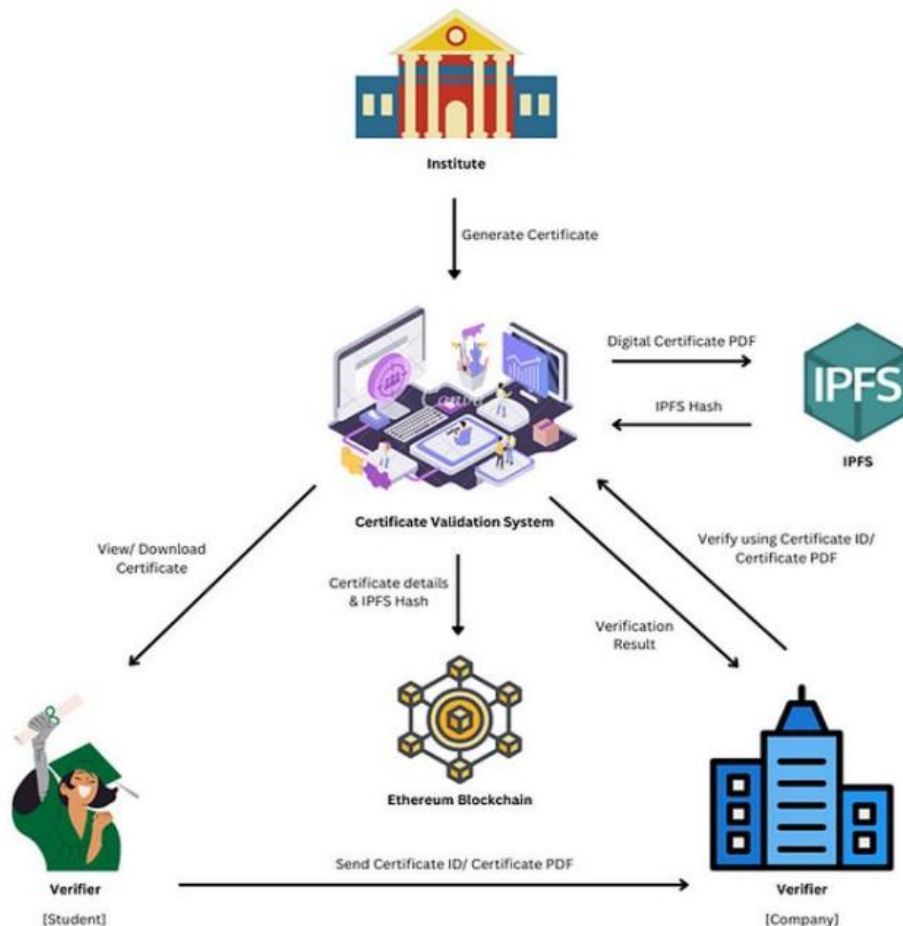 Institute
Generate Certificate
Digital Certificate PDF
IPFS
IPFS Hash
IPFS
Canva
Certificate Validation System
View/ Download
Certificate
Certificate details
& IPFS Hash
Verification
Result
Verify using Certificate ID/
Certificate PDF
Ethereum Blockchain
Send Certificate ID/ Certificate PDF
Verifier
[Student]
Verifier
[Company]